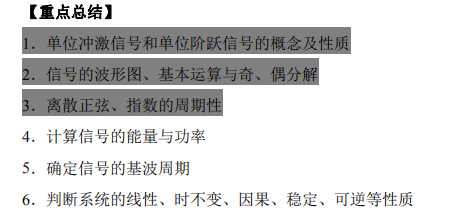 【重点总结】
1．单位冲激信号和单位阶跃信号的概念及性质
2．信号的波形图、基本运算与奇、偶分解
3．离散正弦、指数的周期性
4．计算信号的能量与功率
5．确定信号的基波周期
6．判断系统的线性、时不变、因果、稳定、可逆等性质